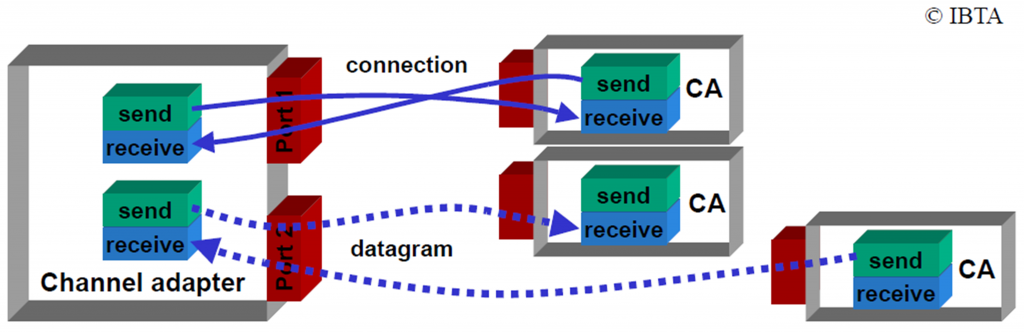 © IBTA
connection
send
receive
Port 1
send
receive
CA
send
receive
Port 2
datagram
send
receive
CA
Channel adapter
send
receive
CA